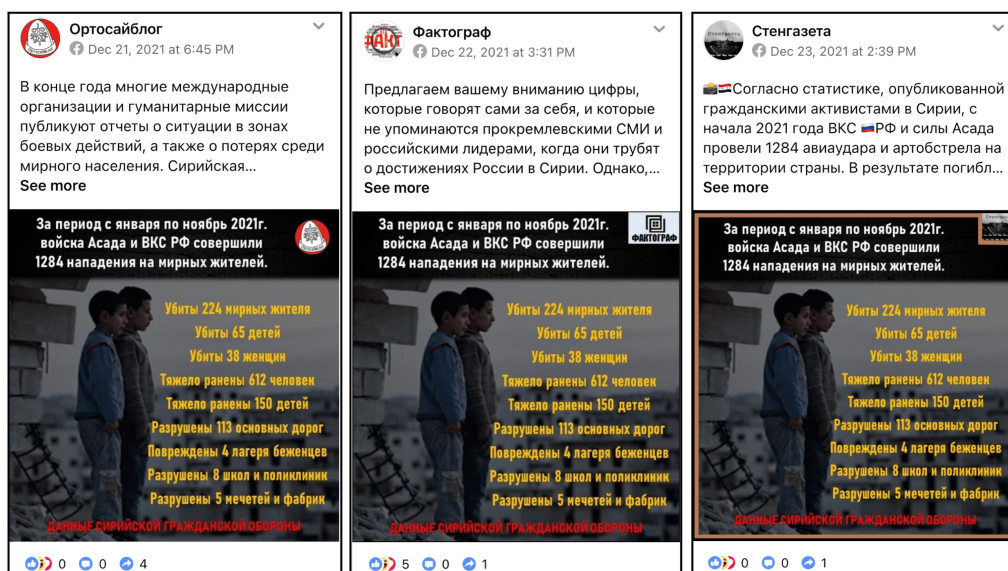 Ортосайблог
Dec 21, 2021 at 6:45 PM
В конце года многие международные
организации и гуманитарные миссии
публикуют отчеты о ситуации в зонах
боевых действий, а также о потерях среди
мирного населения. Сирийская...
See more
За период с января по ноябрь 2021г.
войска Асада и ВКС РФ совершили
1284 нападения на мирных жителей.
Убиты 224 мирных жителя
Убиты 65 детей
Убиты 38 женщин
Тяжело ранены 612 человек
Тяжело ранены 150 детей
Разрушены 113 основных дорог
Повреждены 4 лагеря беженцев
Разрушены 8 школ и поликлиник
Разрушены 5 мечетей и фабрик
ДАННЫЕ СИРИЙСКОЙ ГРАЖДАНСКОЙ ОБОРОНЫ
0 0 4
ФАКТ
Фактограф
Dec 22, 2021 at 3:31 PM
Предлагаем вашему вниманию цифры,
которые говорят сами за себя, и которые
не упоминаются прокремлевскими СМИ и
российскими лидерами, когда они трубят
о достижениях России в Сирии. Однако,...
See more
За период с января по ноябрь 2021г.
войска Асада и ВКС РФ совершили
1284 нападения на мирных жителей.
ФАКТОГРАФ
Убиты 224 мирных жителя
Убиты 65 детей
Убиты 38 женщин
Тяжело ранены 612 человек
Тяжело ранены 150 детей
Разрушены 113 основных дорог
Повреждены 4 лагеря беженцев
Разрушены 8 школ и поликлиник
Разрушены 5 мечетей и фабрик
ДАННЫЕ СИРИЙСКОЙ ГРАЖДАНСКОЙ ОБОРОНЫ
5 0 1
Стенгазета
Стенгазета
Dec 23, 2021 at 2:39 PM
Согласно статистике, опубликованной
гражданскими активистами в Сирии, с
начала 2021 года ВКС РФ и силы Асада
провели 1284 авиаудара и артобстрела на
территории страны. В результате погибл...
See more
За период с января по ноябрь 2021г.
войска Асада и ВКС РФ совершили
1284 нападения на мирных жителей.
Убиты 224 мирных жителя
Убиты 65 детей
Убиты 38 женщин
Тяжело ранены 612 человек
Тяжело ранены 150 детей
Разрушены 113 основных дорог
Повреждены 4 лагеря беженцев
Разрушены 8 школ и поликлиник
Разрушены 5 мечетей и фабрик
ДАННЫЕ СИРИЙСКОЙ ГРАЖДАНСКОЙ ОБОРОНЫ
0 0 1